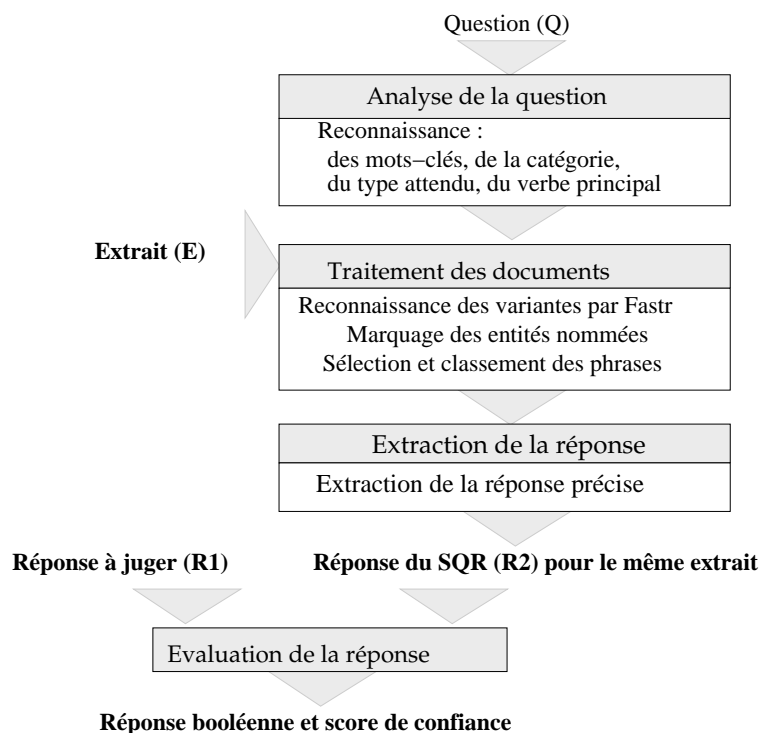 Question (Q)
Analyse de la question
Reconnaissance :
des mots−clés, de la catégorie,
du type attendu, du verbe principal
Extrait (E)
Traitement des documents
Reconnaissance des variantes par Fastr
Marquage des entités nommées
Sélection et classement des phrases
Extraction de la réponse
Extraction de la réponse précise
Réponse à juger (R1)
Réponse du SQR (R2) pour le même extrait
Evaluation de la réponse
Réponse booléenne et score de confiance